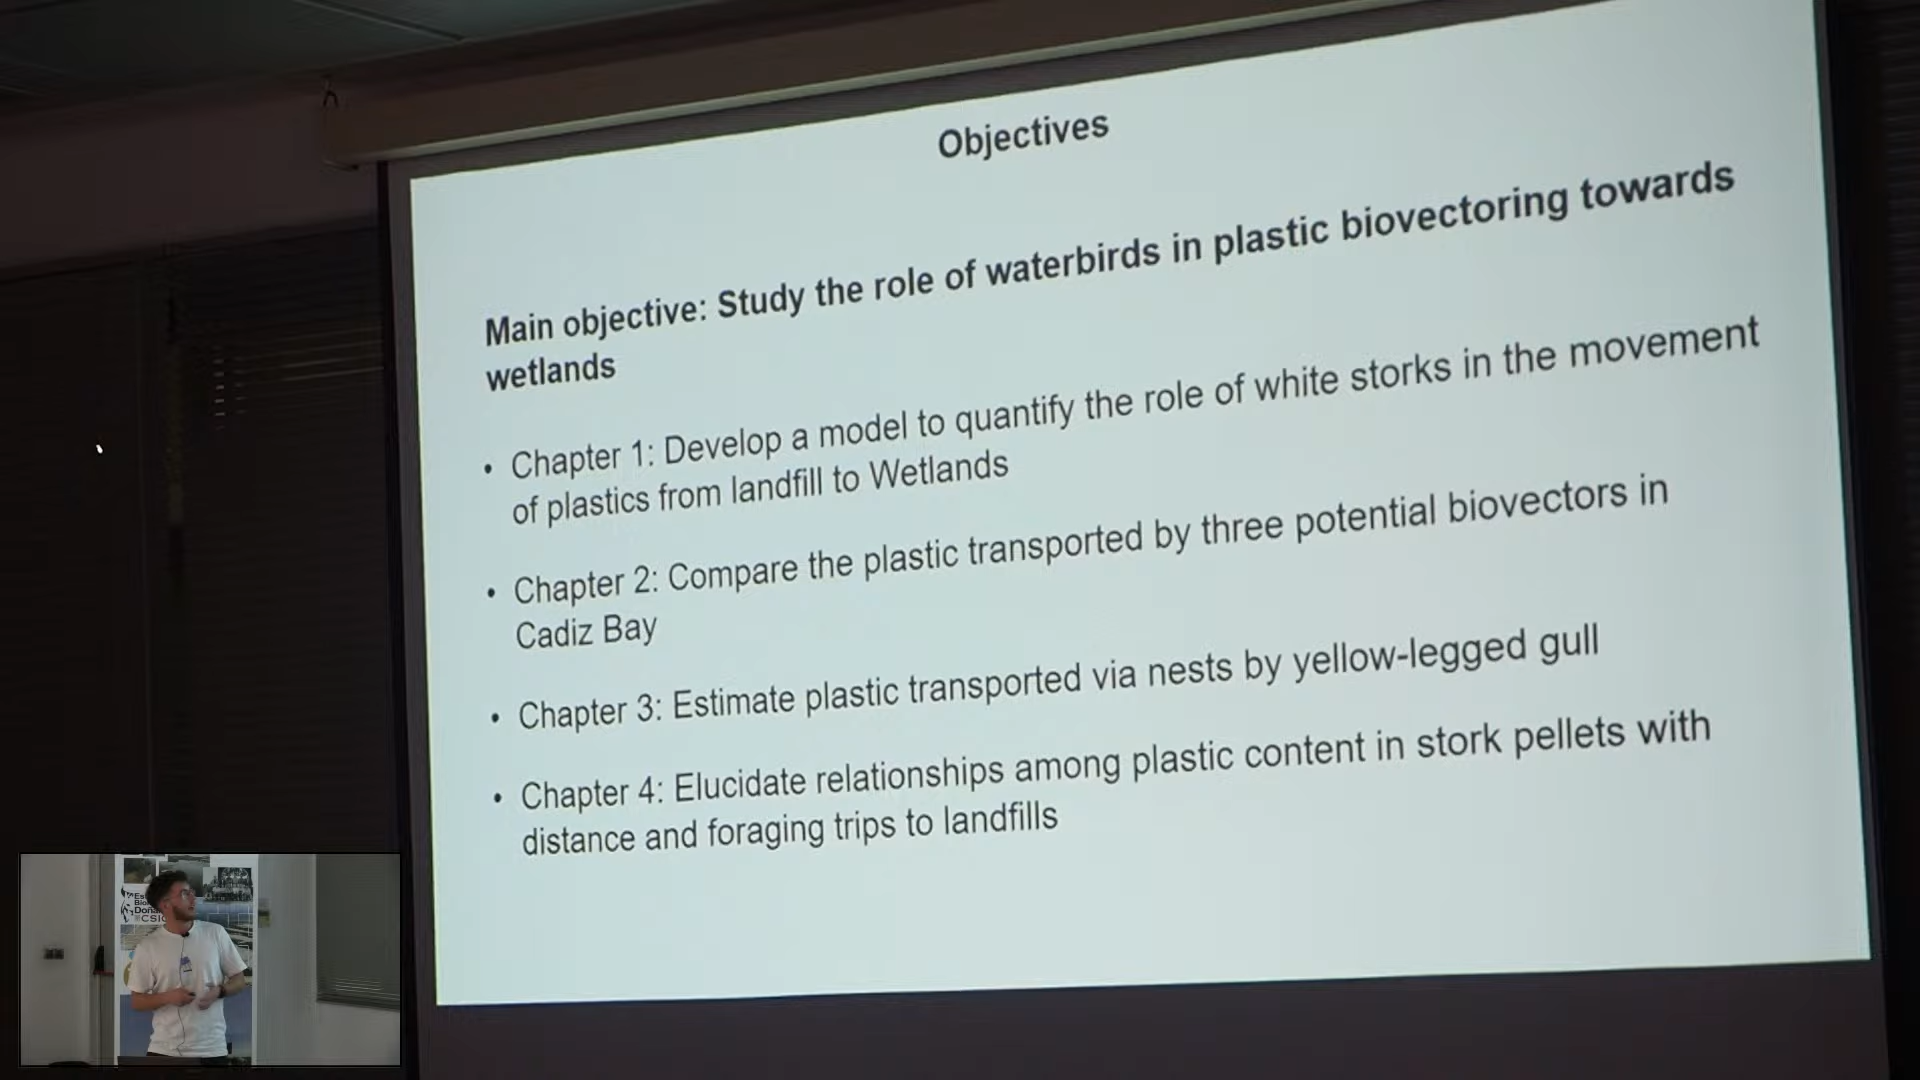 Objectives
Main objective: Study the role of waterbirds in plastic biovectoring towards
wetlands
• Chapter 1: Develop a model to quantify the role of white storks in the movement
of plastics from landfill to Wetlands
• Chapter 2: Compare the plastic transported by three potential biovectors in
Cadiz Bay
• Chapter 3: Estimate plastic transported via nests by yellow-legged gull
• Chapter 4: Elucidate relationships among plastic content in stork pellets with
distance and foraging trips to landfills
CSIC